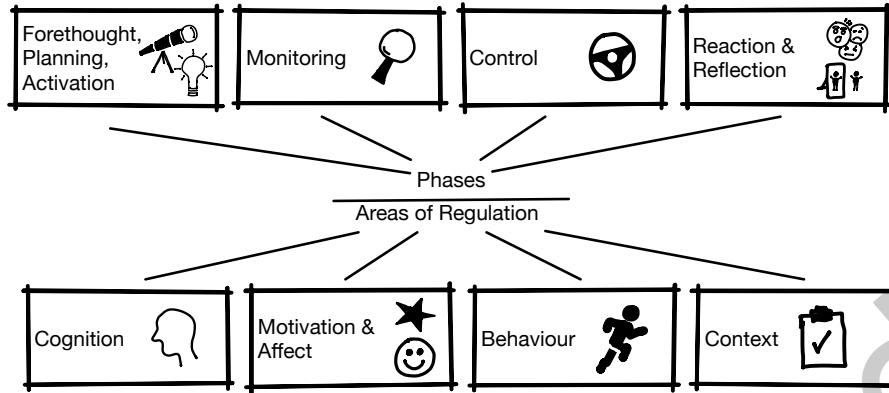 Forethought,
Planning,
Activation
Monitoring
Control
Reaction &
Reflection
Phases
Areas of Regulation
Cognition
Motivation &
Affect
Behaviour
Context